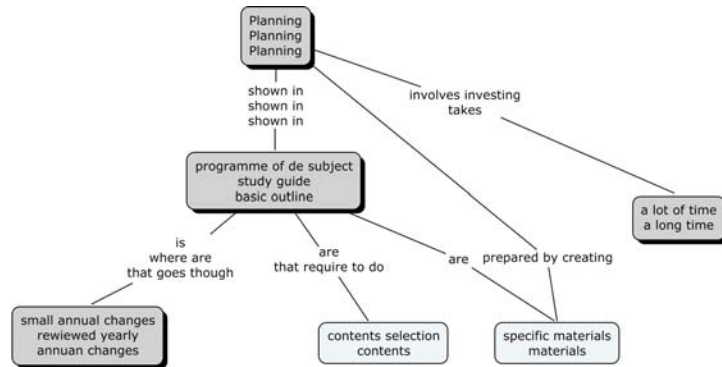 Planning
Planning
Planning
shown in
shown in
shown in
involves investing
takes
programme of de subject
study guide
basic outline
a lot of time
a long time
is
where are
that goes though
are
that require to do
are
prepared by creating
small annual changes
rewiewed yearly
annuan changes
contents selection
contents
specific materials
materials